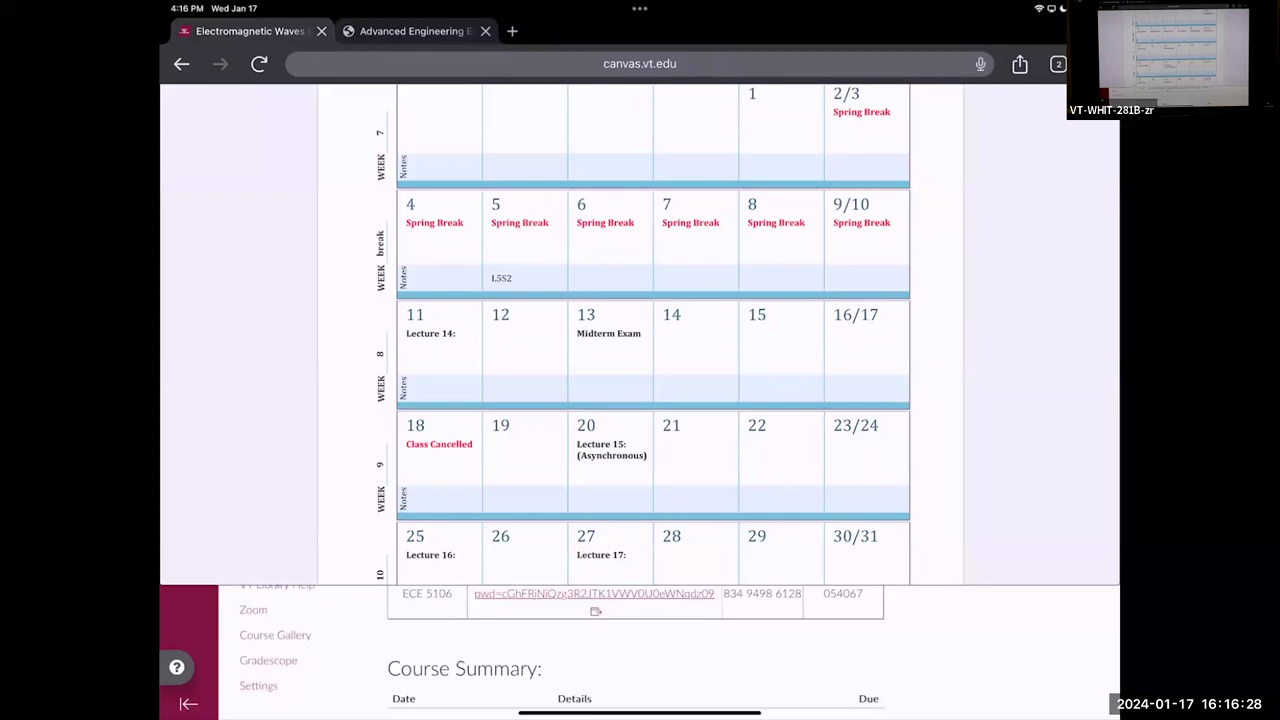 4:16 PM Wed Jan 17
Electromagnetic Waves
Advanced Engi
canvas.vt.edu
2
VT-WHIT-281B-zr
1 2/3
Spring Break
WEEK 7
Notes
4 5 6 7 8 9/10
Spring Break Spring Break Spring Break Spring Break Spring Break Spring Break
WEEK break
Notes
11 12 13 14 15 16/17
Lecture 14: Midterm Exam
WEEK 8
Notes
18 19 20 21 22 23/24
Class Cancelled Lecture 15:
(Asynchronous)
WEEK 9
Notes
25 26 27 28 29 30/31
Lecture 16: Lecture 17:
10
VT Library Help
ECE 5106 834 9498 6128 054067
Zoom
Course Gallery
Gradescope
Settings
?
Course Summary:
Date Details Due
2024-01-17 16:16:28